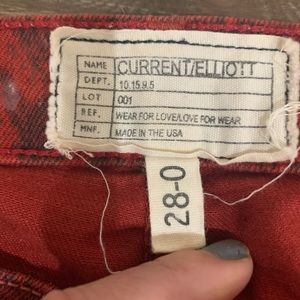 NAME CURRENT/ELLIOTT
DEPT. 10.15.9.5
LOT 001
REF. WEAR FOR LOVE/LOVE FOR WEAR
MNF. MADE IN THE USA
28-0